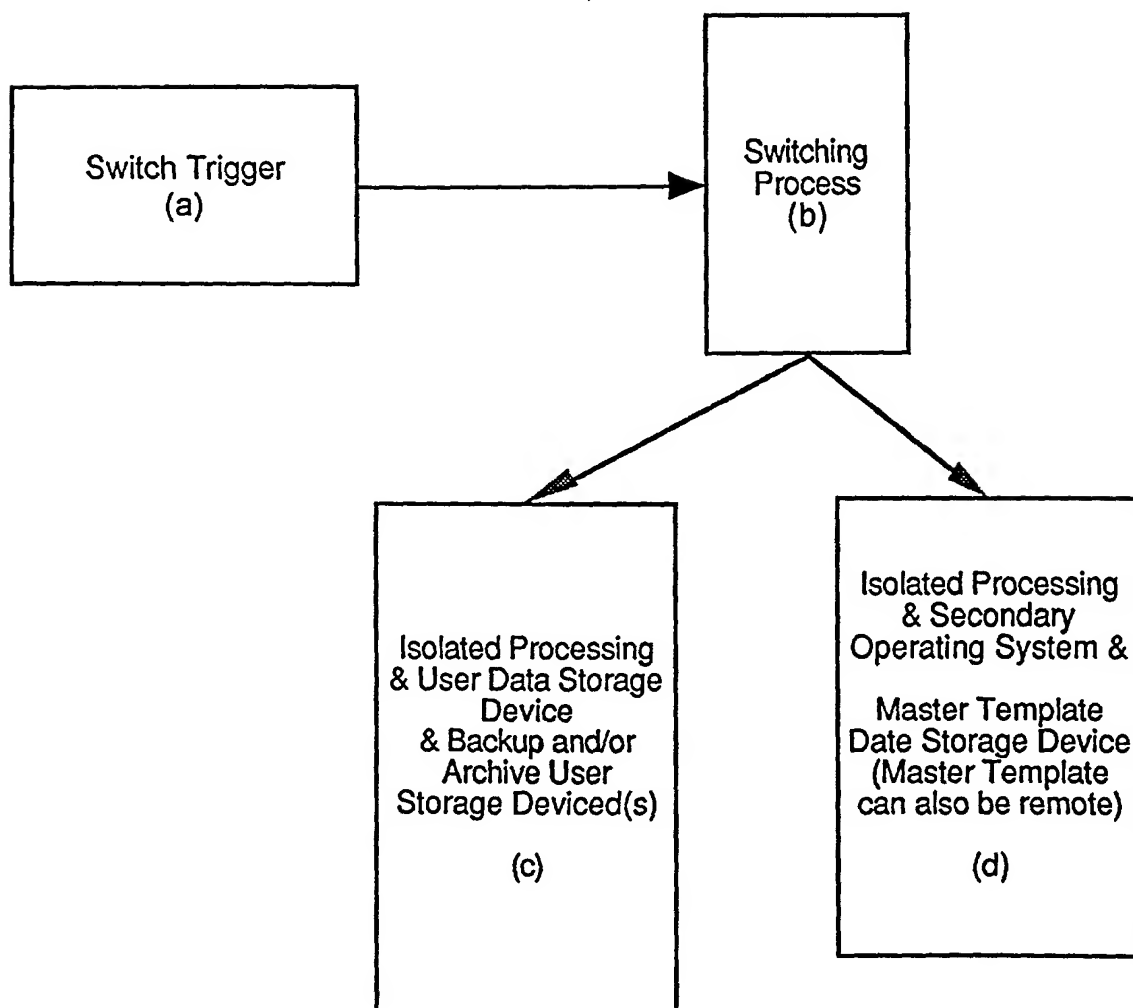 Switch Trigger
(a)
Switching
Process
(b)
Isolated Processing
& User Data Storage
Device
& Backup and/or
Archive User
Storage Deviced(s)
(c)
Isolated Processing
& Secondary
Operating System &
Master Template
Date Storage Device
(Master Template
can also be remote)
(d)